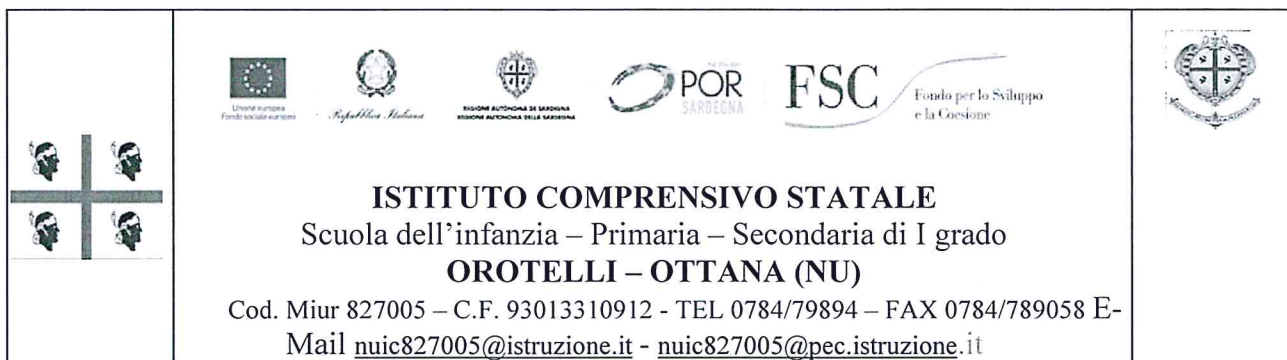 Unione europea
Fondo sociale europeo
Repubblica Italiana
REGIONE AUTÒNOMA DE SARDIGNA
REGIONE AUTONOMA DELLA SARDEGNA
POR
SARDEGNA
FSC
Fondo per lo Sviluppo
e la Coesione
ISTITUTO COMPRENSIVO STATALE
Scuola dell'infanzia – Primaria – Secondaria di I grado
OROTELLI – OTTANA (NU)
Cod. Miur 827005 – C.F. 93013310912 - TEL 0784/79894 – FAX 0784/789058 E-
Mail nuic827005@istruzione.it - nuic827005@pec.istruzione.it